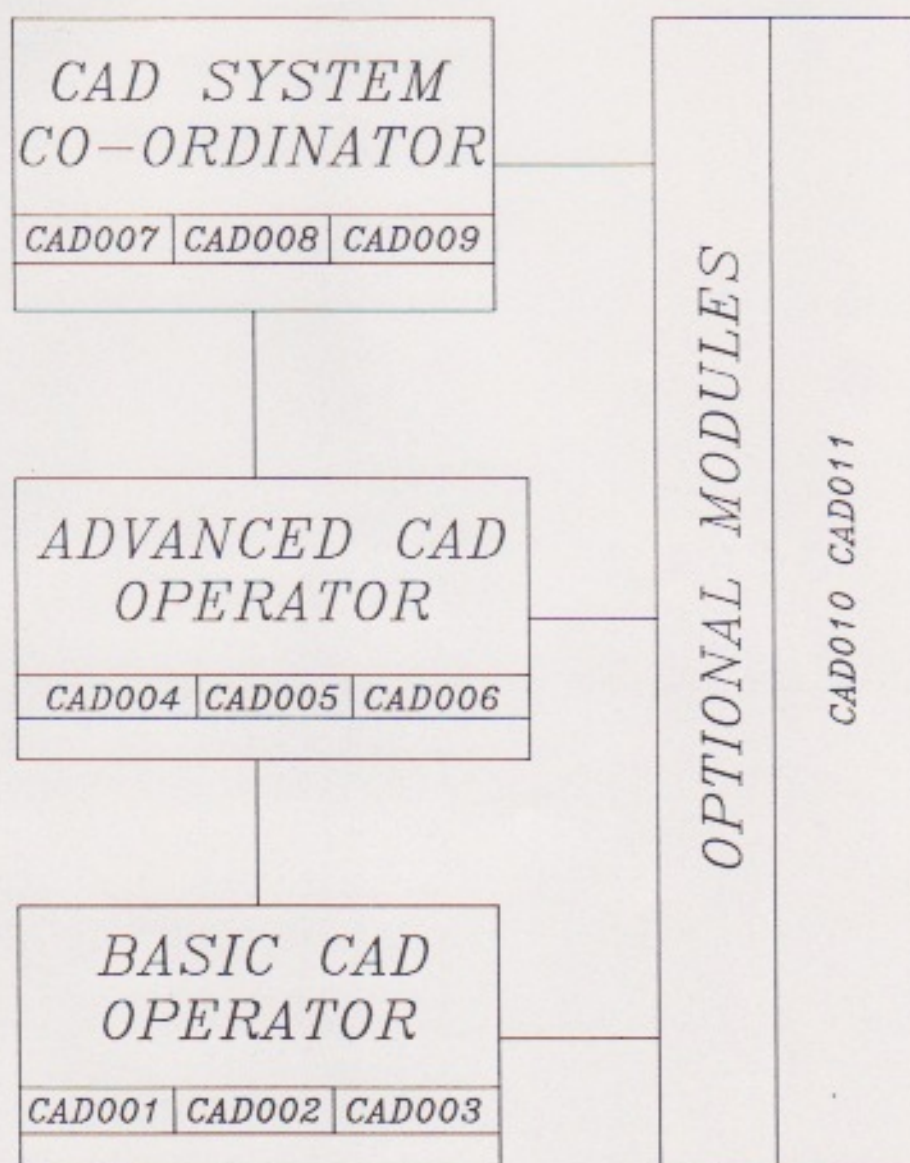 CAD SYSTEM
CO-ORDINATOR
CAD007 CAD008 CAD009
ADVANCED CAD
OPERATOR
CAD004 CAD005 CAD006
BASIC CAD
OPERATOR
CAD001 CAD002 CAD003
OPTIONAL MODULES
CAD010 CAD011